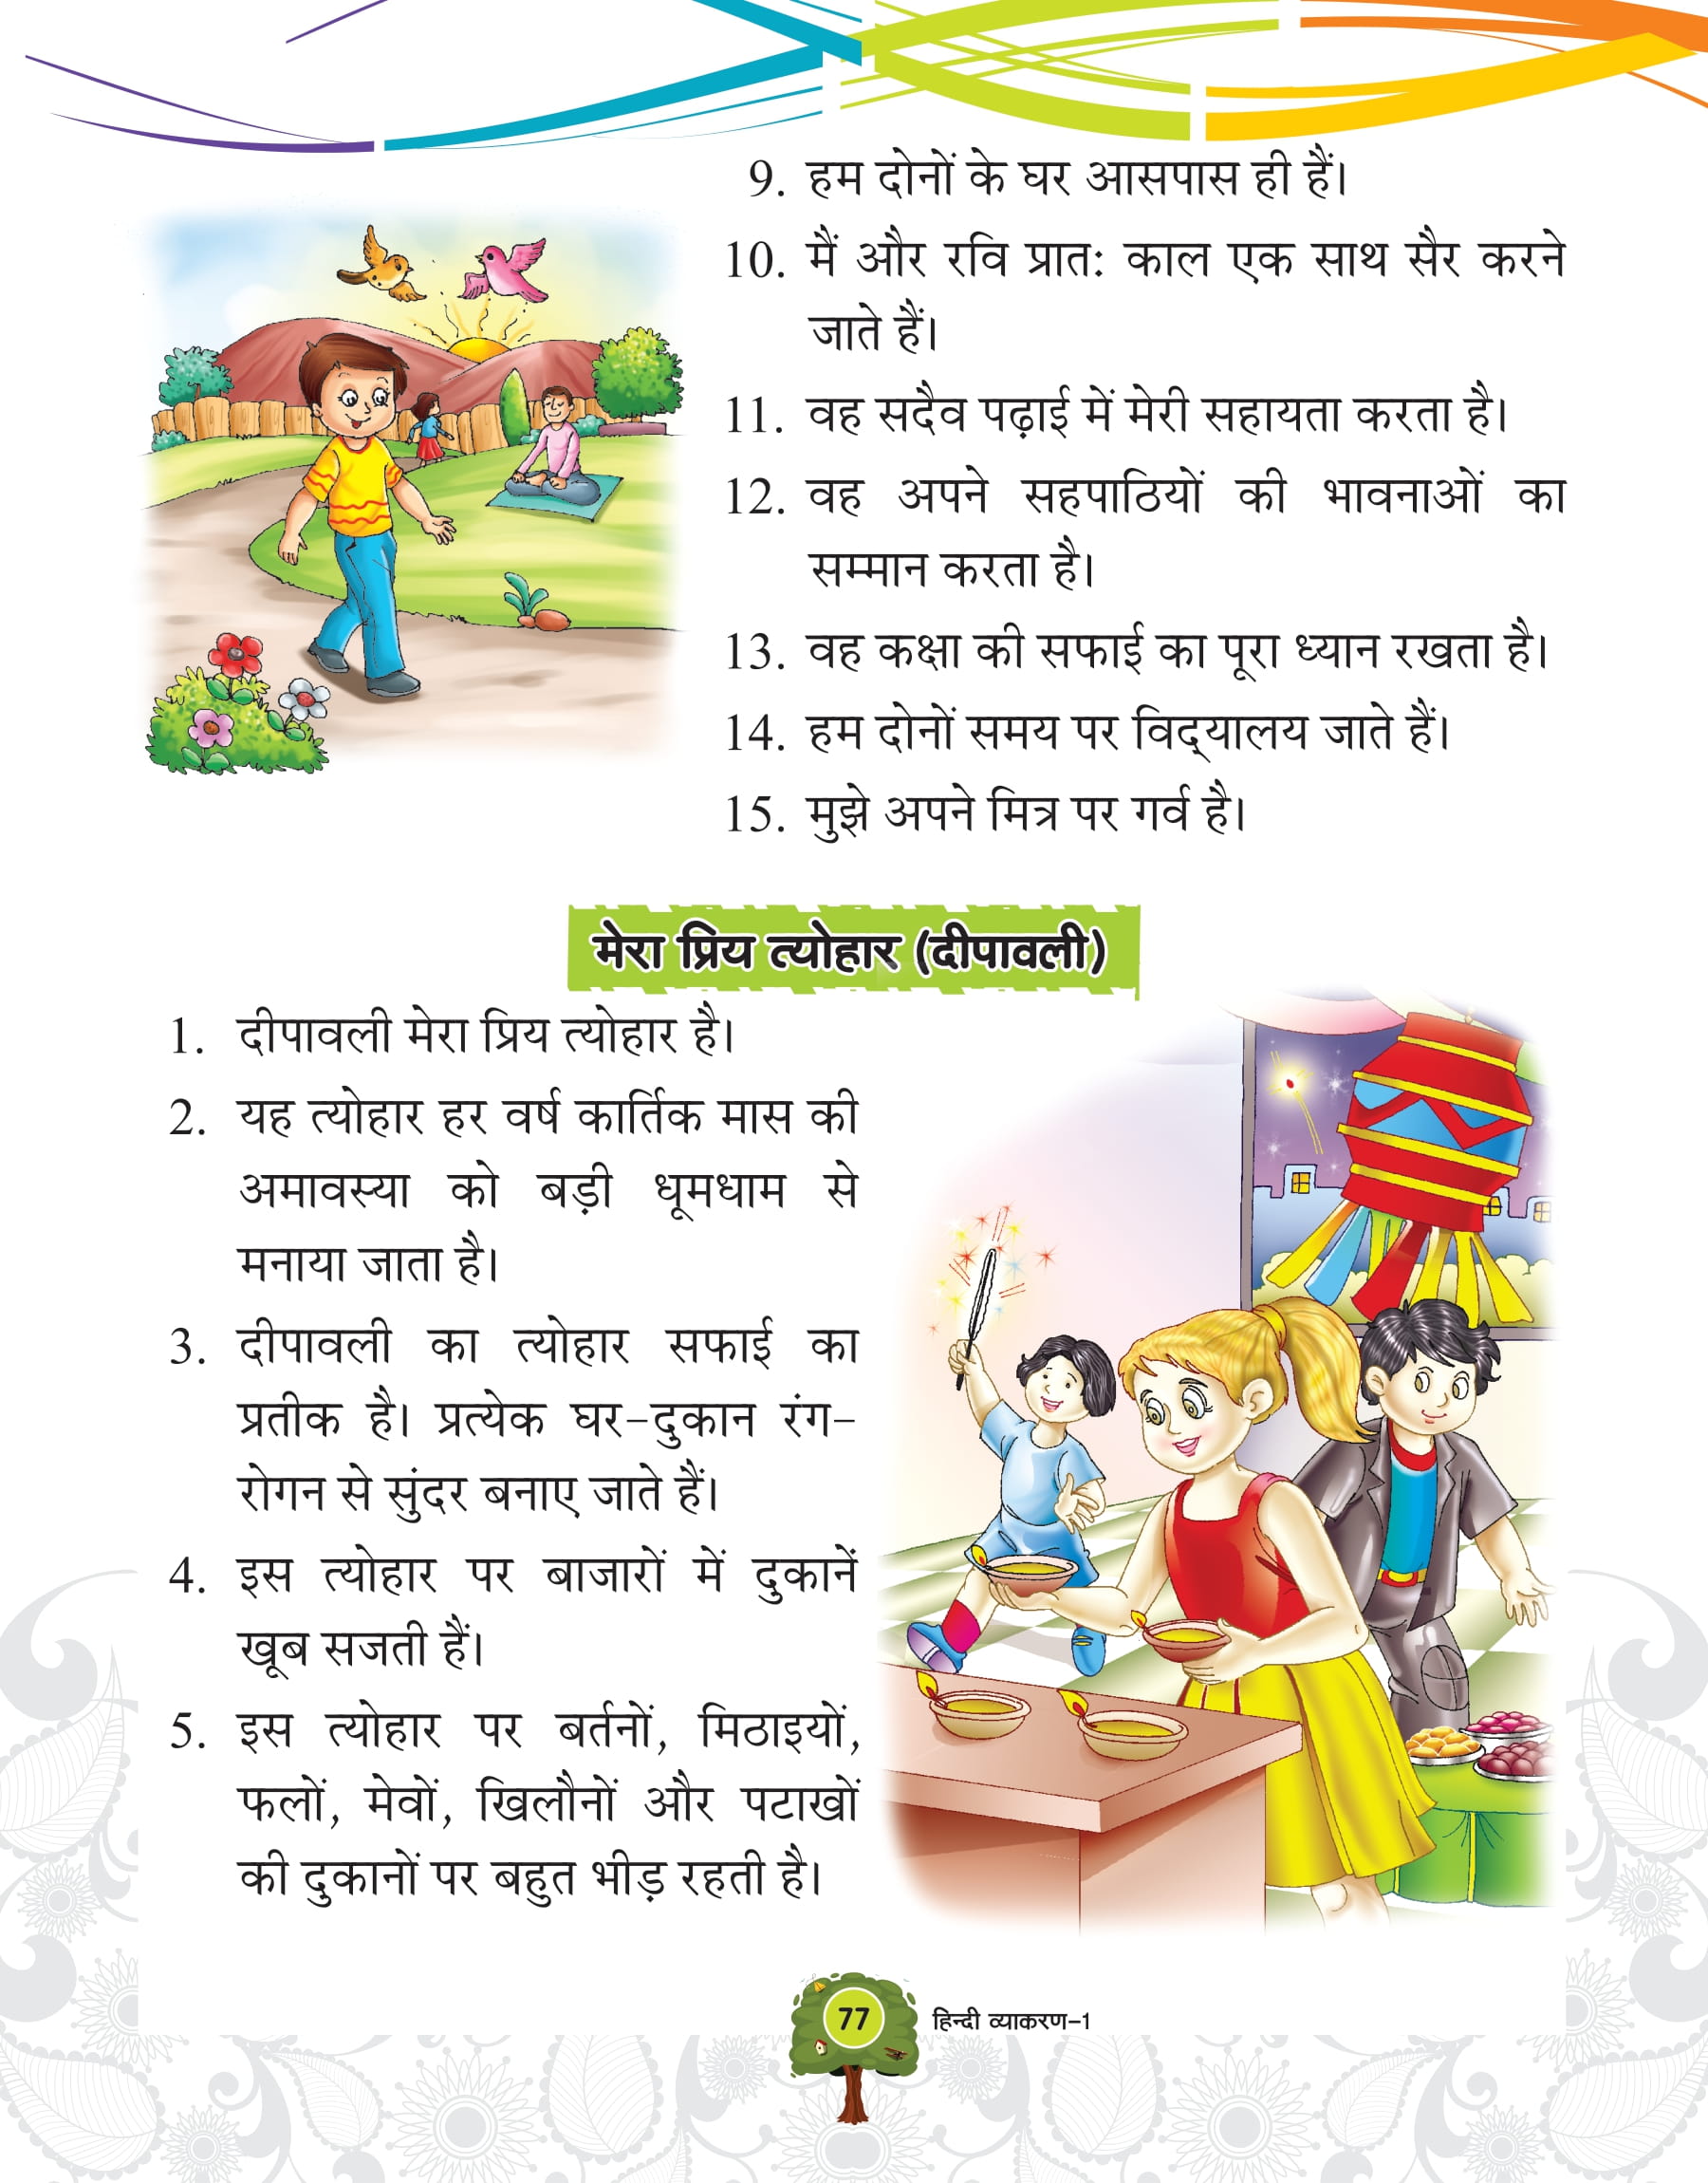 9. हम दोनों के घर आसपास ही हैं।
10. मैं और रवि प्रातः काल एक साथ सैर करने
जाते हैं।
11. वह सदैव पढ़ाई में मेरी सहायता करता है।
12. वह अपने सहपाठियों की भावनाओं का
सम्मान करता है।
13. वह कक्षा की सफाई का पूरा ध्यान रखता है।
14. हम दोनों समय पर विद्‌यालय जाते हैं।
15. मुझे अपने मित्र पर गर्व है।
मेरा प्रिय त्योहार (दीपावली)
1. दीपावली मेरा प्रिय त्योहार है।
2. यह त्योहार हर वर्ष कार्तिक मास की
अमावस्या को बड़ी धूमधाम से
मनाया जाता है।
3. दीपावली का त्योहार सफाई का
प्रतीक है। प्रत्येक घर-दुकान रंग-
रोगन से सुंदर बनाए जाते हैं।
4. इस त्योहार पर बाजारों में दुकानें
खूब सजती हैं।
5. इस त्योहार पर बर्तनों, मिठाइयों,
फलों, मेवों, खिलौनों और पटाखों
की दुकानों पर बहुत भीड़ रहती है।
77 हिन्दी व्याकरण-1